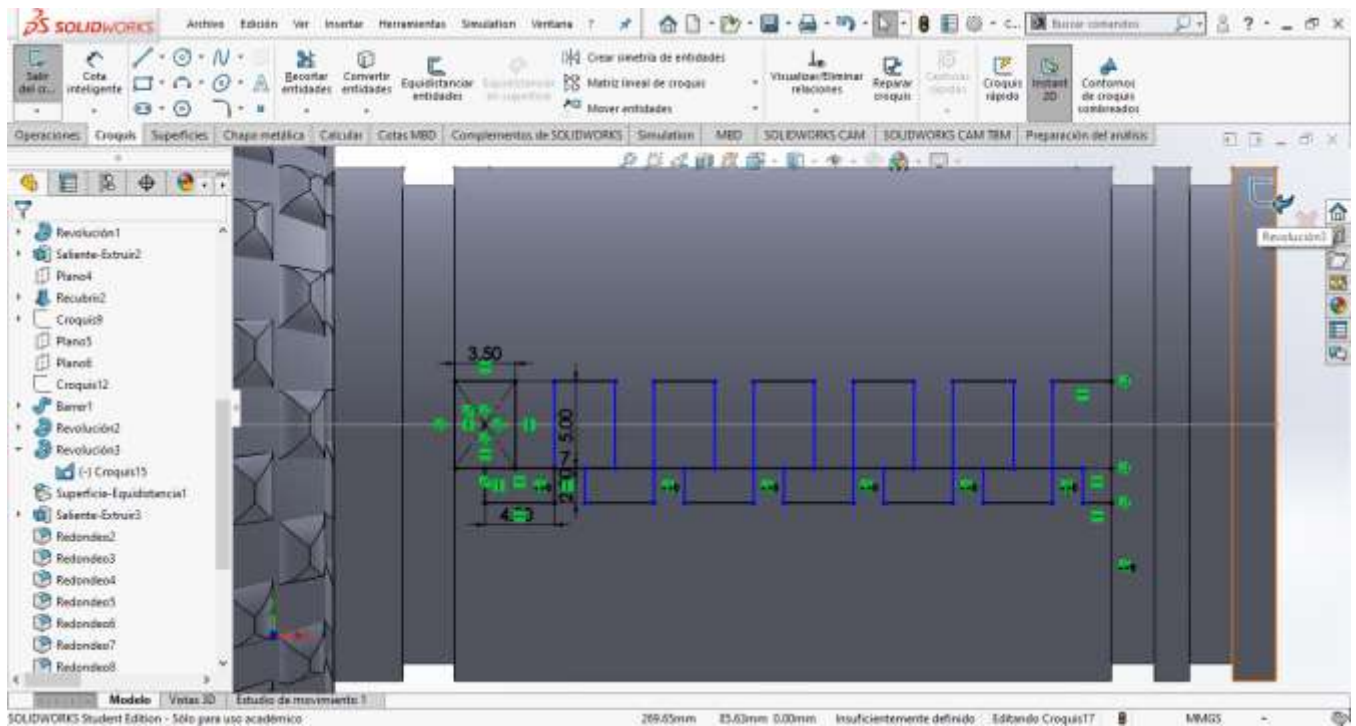 SOLIDWORKS
Archivo Edición Ver Insertar Herramientas Simulation Ventana ?
Buscar comandos
Salir del cr...
Cota inteligente
Recortar entidades
Convertir entidades
Equidistanciar entidades
Crear simetría de entidades
Matriz lineal de croquis
Mover entidades
Visualizar/Eliminar relaciones
Reparar croquis
Croquis rápido
Instant 2D
Contornos de croquis sombreados
Operaciones Croquis Superficies Chapa metálica Calcular Cotas MBD Complementos de SOLIDWORKS Simulation MBD SOLIDWORKS CAM SOLIDWORKS CAM TBM Preparación del análisis
Revolución1
Saliente-Extruir2
Plano4
Recubrir2
Croquis9
Plano5
Plano6
Croquis12
Barrer1
Revolución2
Revolución3
(-) Croquis15
Superficie-Equidistancia1
Saliente-Extruir3
Redondeo2
Redondeo3
Redondeo4
Redondeo5
Redondeo6
Redondeo7
Redondeo8
Revolución3
3,50
5,00
Modelo Vistas 3D Estudio de movimiento 1
SOLIDWORKS Student Edition - Sólo para uso académico
269.65mm 85.63mm 0.00mm Insuficientemente definido Editando Croquis17 MMGS